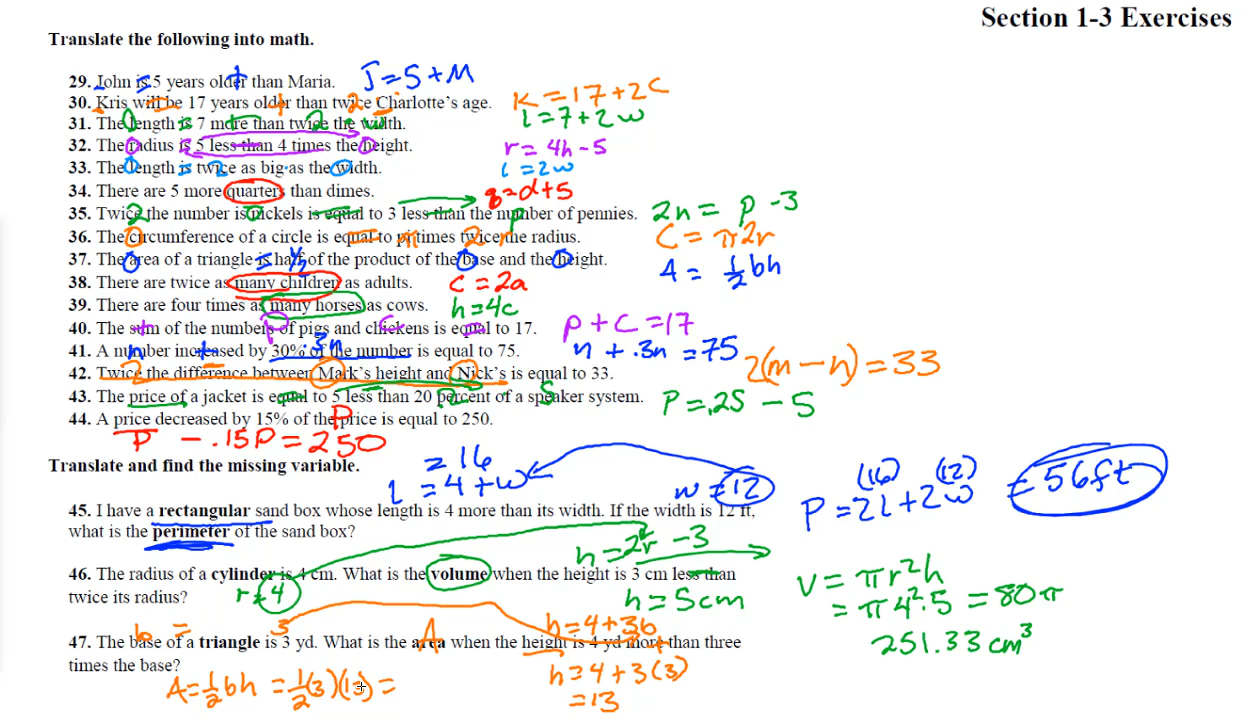 Section 1-3 Exercises
Translate the following into math.
29. John is 5 years older than Maria. J = 5 + M
30. Kris will be 17 years older than twice Charlotte's age. K = 17 + 2C
31. The length is 7 more than twice the width. l = 7 + 2w
32. The radius is 5 less than 4 times the height. r = 4h - 5
33. The length is twice as big as the width. l = 2w
34. There are 5 more quarters than dimes. q = d + 5
35. Twice the number is nickels is equal to 3 less than the number of pennies. 2n = p - 3
36. The circumference of a circle is equal to pi times twice the radius. C = π2r
37. The area of a triangle is half of the product of the base and the height. A = 1/2 bh
38. There are twice as many children as adults. C = 2a
39. There are four times as many horses as cows. h = 4c
40. The sum of the numbers of pigs and chickens is equal to 17. P + C = 17
41. A number increased by 30% of the number is equal to 75. n + .3n = 75
42. Twice the difference between Mark's height and Nick's is equal to 33. 2(m - n) = 33
43. The price of a jacket is equal to 5 less than 20 percent of a speaker system. P = .2S - 5
44. A price decreased by 15% of the price is equal to 250.
P - .15P = 250
Translate and find the missing variable.
= 16
l = 4 + w
w = 12
(16) (12)
P = 2l + 2w = 56ft
45. I have a rectangular sand box whose length is 4 more than its width. If the width is 12 ft,
what is the perimeter of the sand box?
h = 2r - 3
46. The radius of a cylinder is 4 cm. What is the volume when the height is 3 cm less than
twice its radius? r = 4
h = 5cm
V = πr²h
= π4²·5 = 80π
251.33 cm³
b = 3 A h = 4 + 3b
47. The base of a triangle is 3 yd. What is the area when the height is 4 yd more than three
times the base?
h = 4 + 3(3)
= 13
A = 1/2 bh = 1/2(3)(13) =